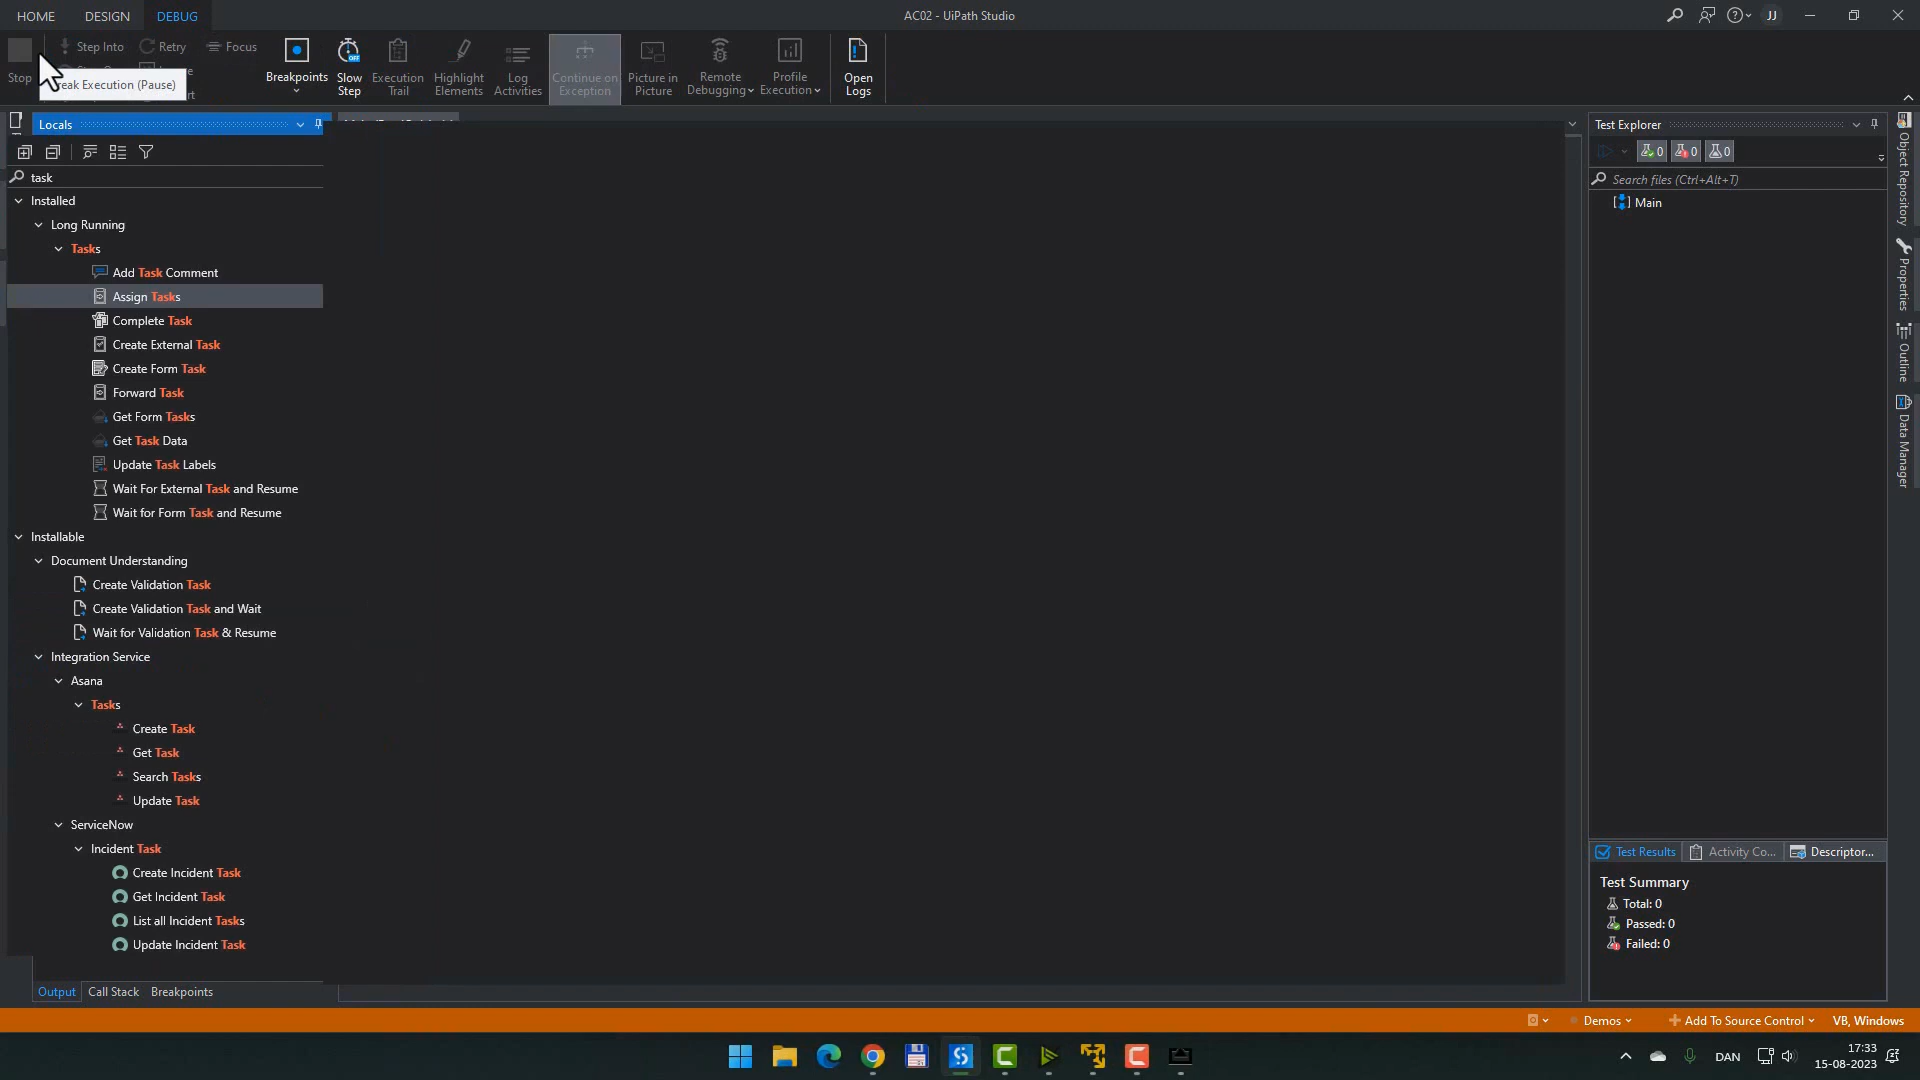 HOME
DESIGN
DEBUG
AC02 - UiPath Studio
JJ
Stop
Step Into
Retry
Focus
reak Execution (Pause)
Breakpoints
Slow
Step
Execution
Trail
Highlight
Elements
Log
Activities
Continue on
Exception
Picture in
Picture
Remote
Debugging
Profile
Execution
Open
Logs
Locals
task
Installed
Long Running
Tasks
Add Task Comment
Assign Tasks
Complete Task
Create External Task
Create Form Task
Forward Task
Get Form Tasks
Get Task Data
Update Task Labels
Wait For External Task and Resume
Wait for Form Task and Resume
Installable
Document Understanding
Create Validation Task
Create Validation Task and Wait
Wait for Validation Task & Resume
Integration Service
Asana
Tasks
Create Task
Get Task
Search Tasks
Update Task
ServiceNow
Incident Task
Create Incident Task
Get Incident Task
List all Incident Tasks
Update Incident Task
Output
Call Stack
Breakpoints
Test Explorer
0
0
0
Search files (Ctrl+Alt+T)
Main
Test Results
Activity Co...
Descriptor...
Test Summary
Total: 0
Passed: 0
Failed: 0
Object Repository
Properties
Outline
Data Manager
Demos
Add To Source Control
VB, Windows
DAN
17:33
15-08-2023